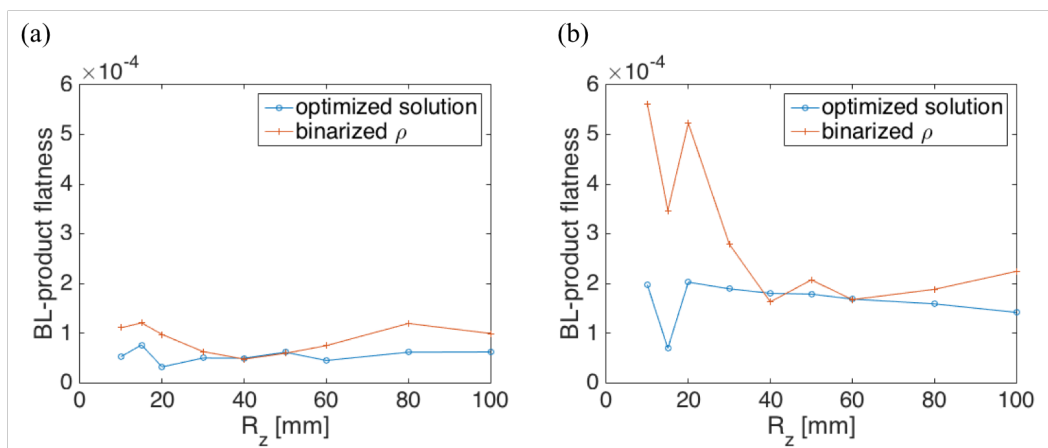 (a)
×10⁻⁴
6
5
4
3
2
1
0
BL-product flatness
0 20 40 60 80 100
R_z [mm]
optimized solution
binarized ρ
(b)
×10⁻⁴
6
5
4
3
2
1
0
BL-product flatness
0 20 40 60 80 100
R_z [mm]
optimized solution
binarized ρ